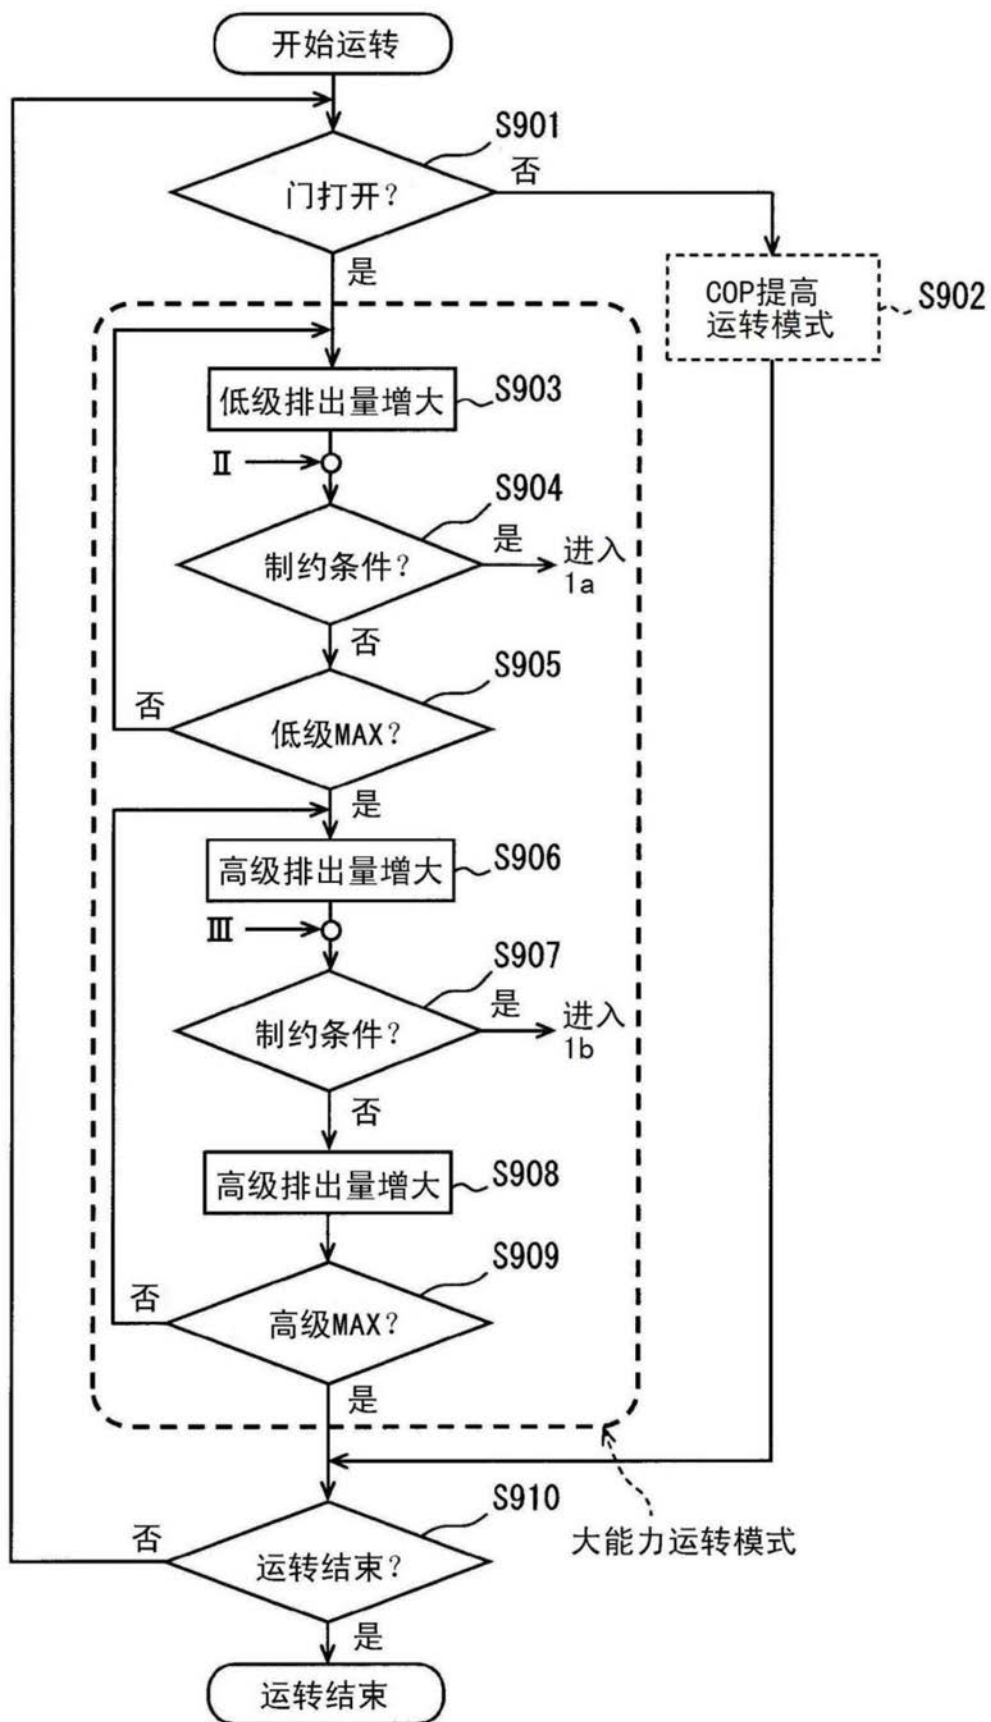 开始运转
S901
门打开?
否
是
COP提高
运转模式
S902
低级排出量增大
S903
Ⅱ
S904
制约条件?
是
进入
1a
否
S905
低级MAX?
否
是
高级排出量增大
S906
Ⅲ
S907
制约条件?
是
进入
1b
否
高级排出量增大
S908
S909
高级MAX?
否
是
大能力运转模式
S910
运转结束?
否
是
运转结束